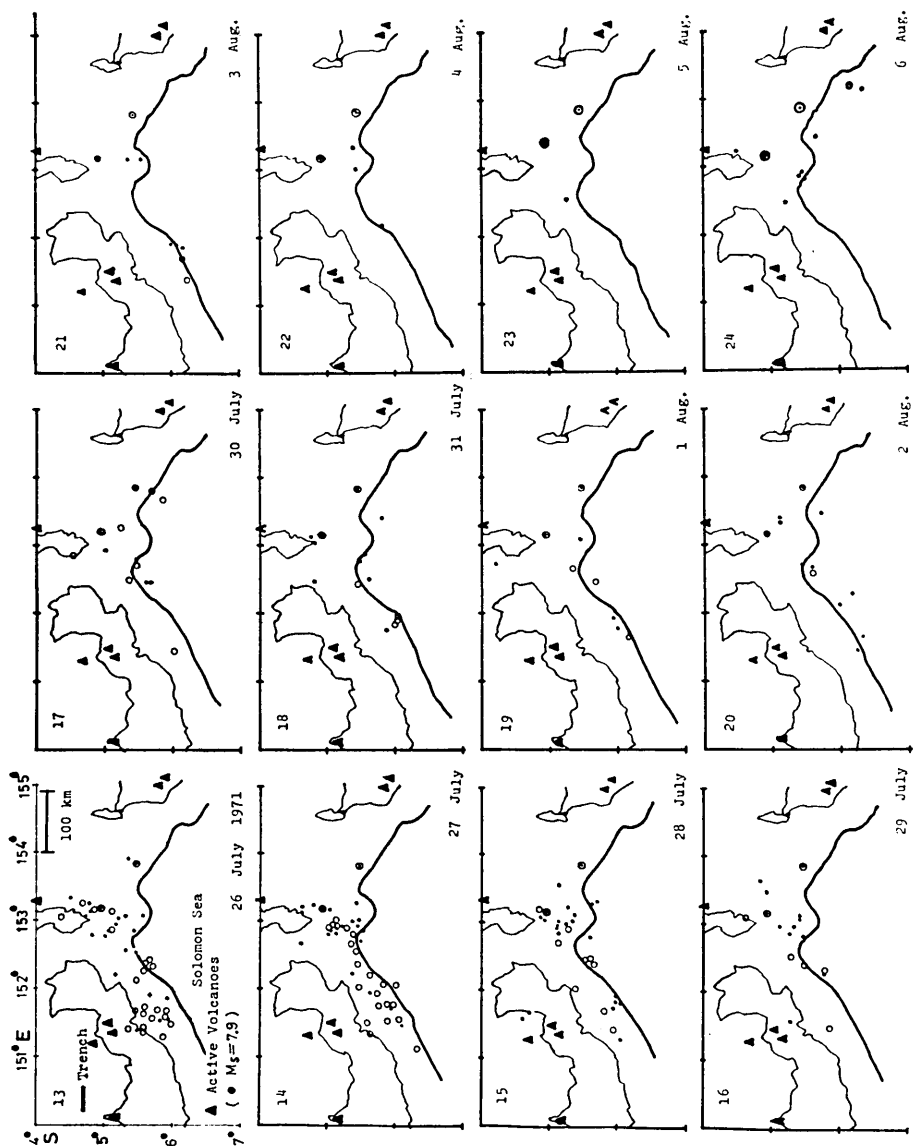 151° E 152° 153° 154° 155°
4° S
5°
6°
7°
100 km
13
Trench
Solomon Sea
▲ Active Volcanoes
( ● Ms=7.9 )
26 July 1971
14
27 July
15
28 July
16
29 July
17
30 July
18
31 July
19
1 Aug.
20
2 Aug.
21
3 Aug.
22
4 Aug.
23
5 Aug.
24
6 Aug.